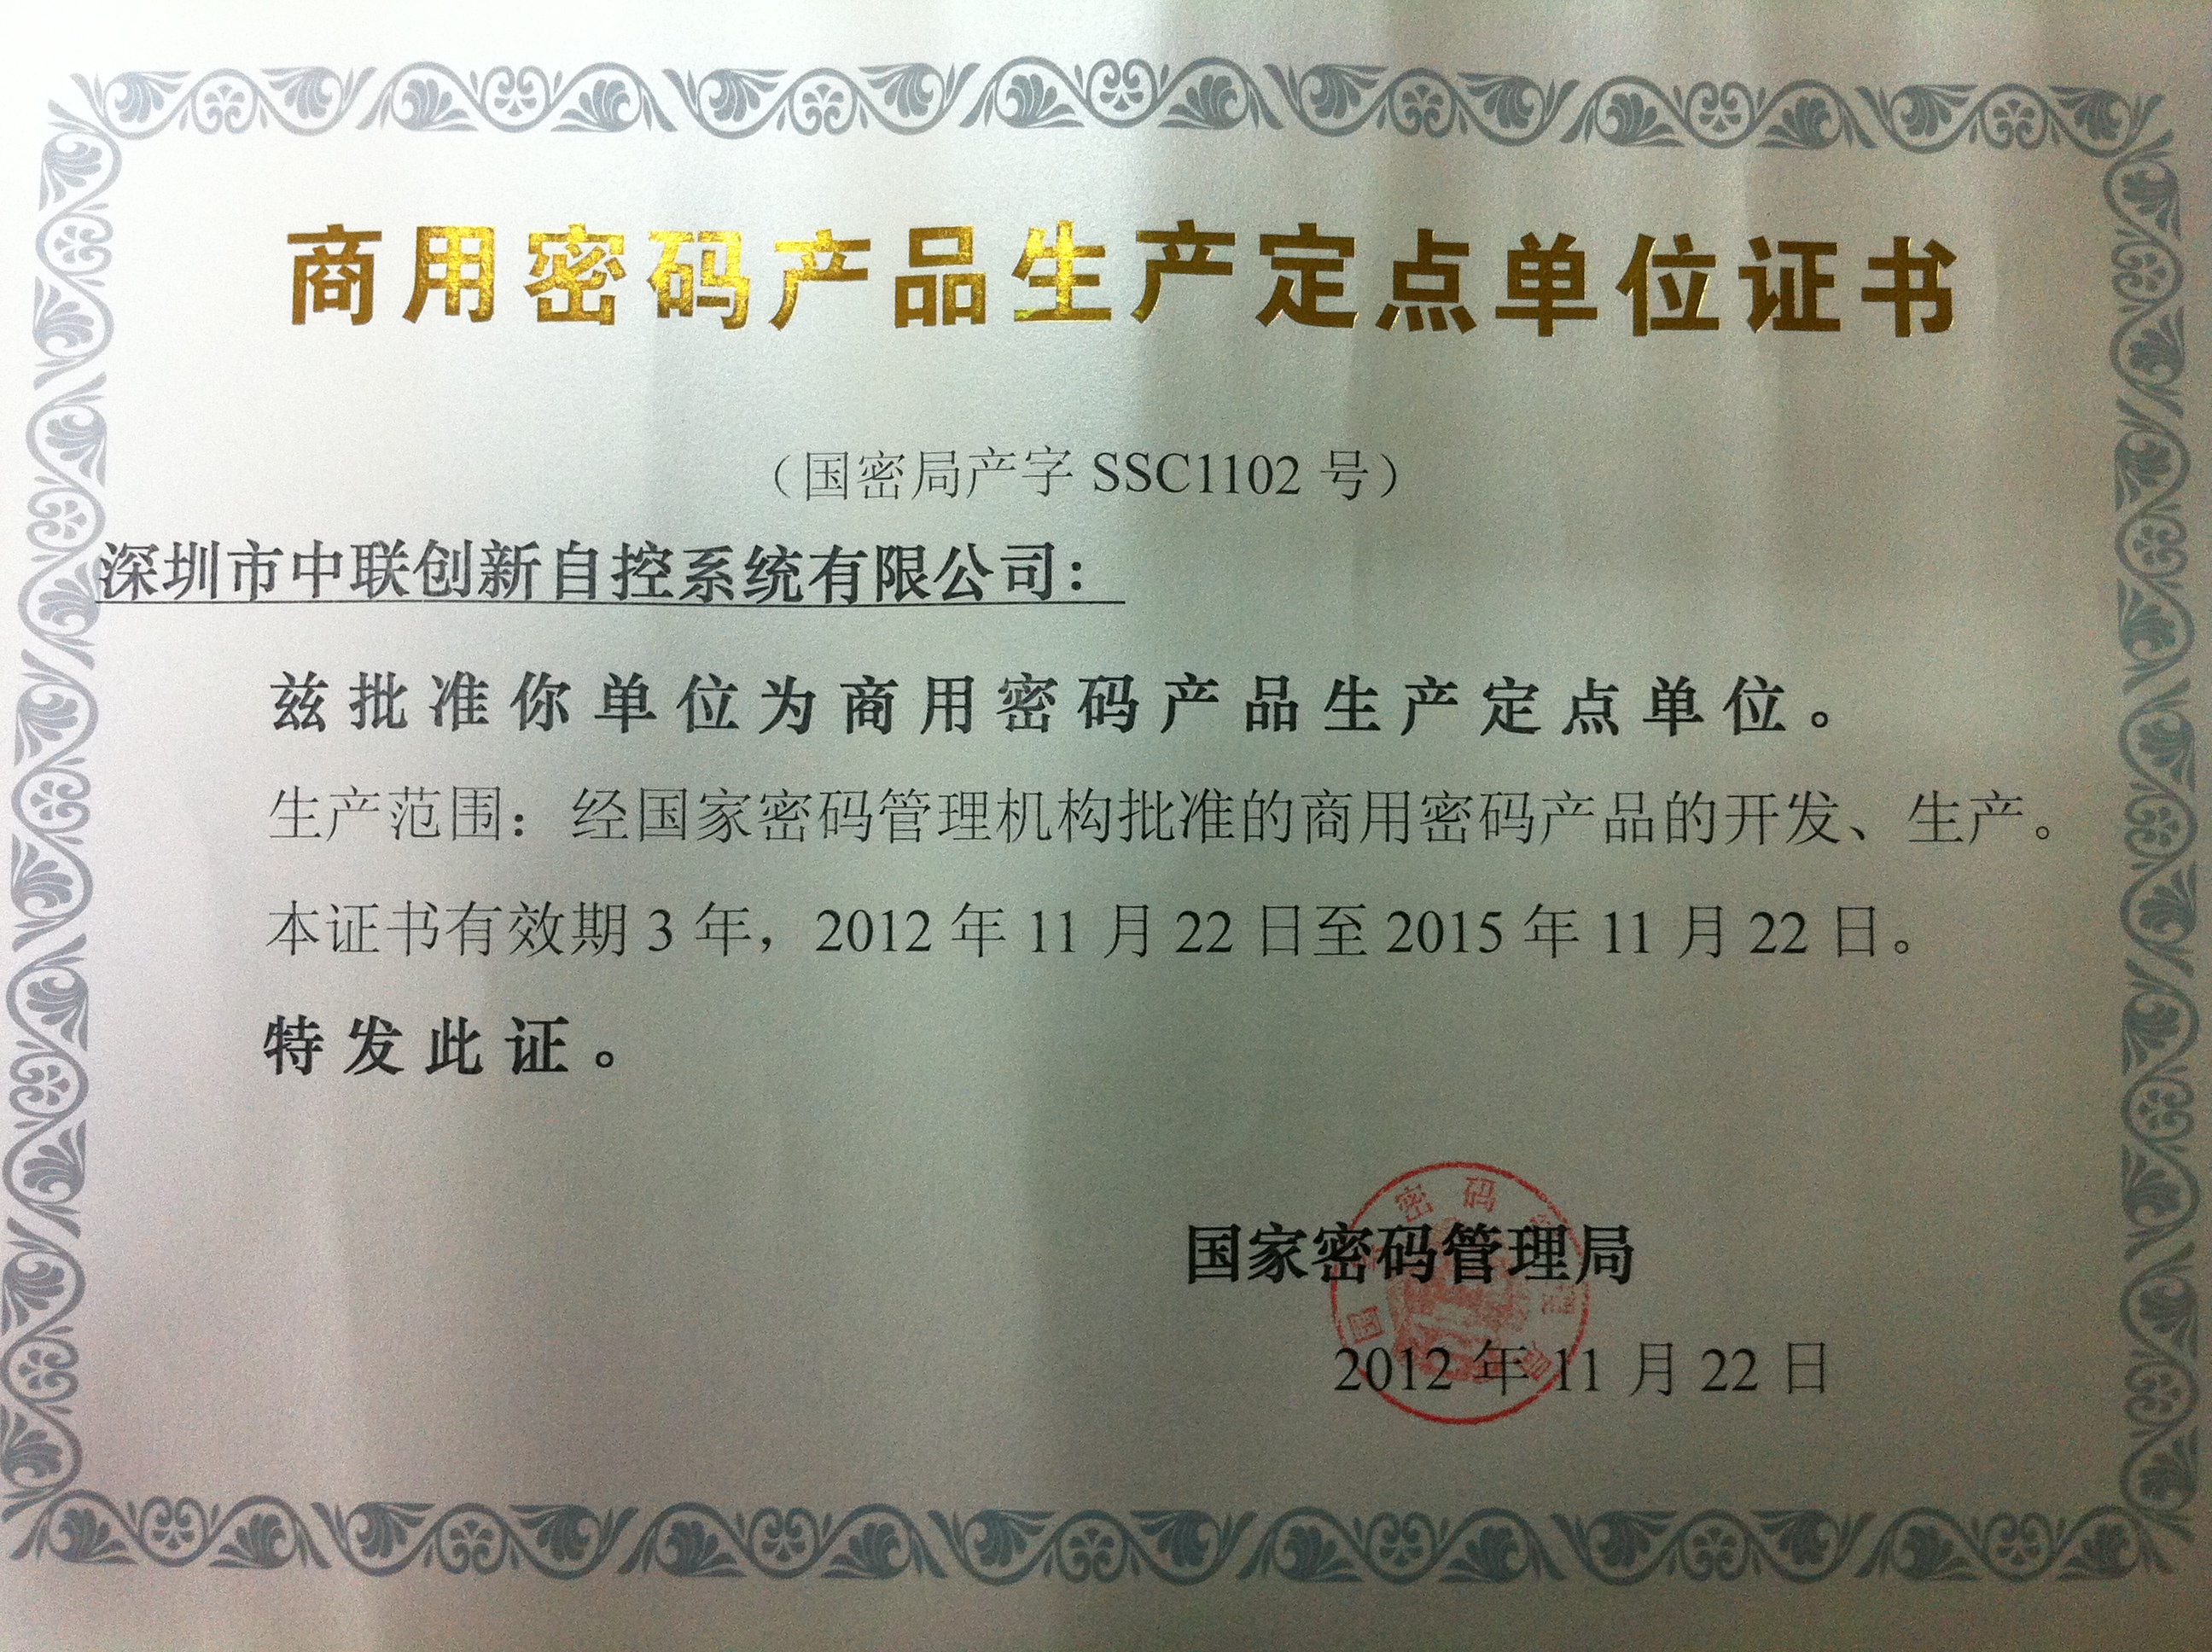 商用密码产品生产定点单位证书
（国密局产字 SSC1102 号）
深圳市中联创新自控系统有限公司：
兹批准你单位为商用密码产品生产定点单位。
生产范围：经国家密码管理机构批准的商用密码产品的开发、生产。
本证书有效期 3 年，2012 年 11 月 22 日至 2015 年 11 月 22 日。
特发此证。
国家密码管理局
2012 年 11 月 22 日